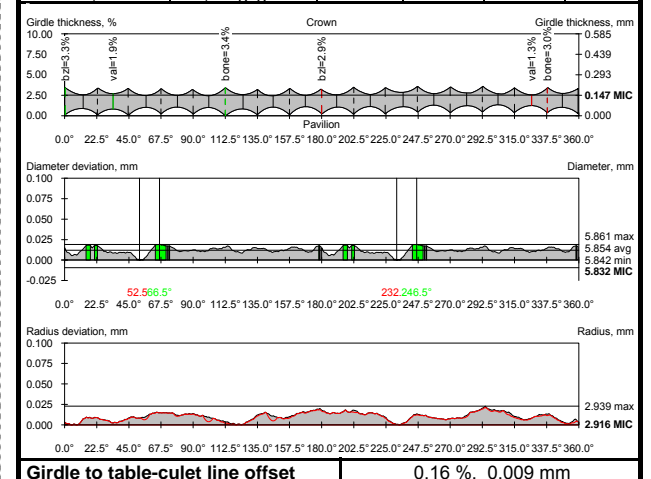 Girdle thickness, % Crown Girdle thickness, mm
10.00 0.585
7.50 0.439
5.00 0.293
2.50 0.147 MIC
0.00 0.000
bzl=3.3% val=1.9% bone=3.4% bzl=2.9% val=1.3% bone=3.0%
Pavilion
0.0° 22.5° 45.0° 67.5° 90.0° 112.5° 135.0° 157.5° 180.0° 202.5° 225.0° 247.5° 270.0° 292.5° 315.0° 337.5° 360.0°
Diameter deviation, mm Diameter, mm
0.100
0.075
0.050
0.025
0.000
-0.025
5.861 max
5.854 avg
5.842 min
5.832 MIC
52.5 66.5° 232. 246.5°
0.0° 22.5° 45.0° 67.5° 90.0° 112.5° 135.0° 157.5° 180.0° 202.5° 225.0° 247.5° 270.0° 292.5° 315.0° 337.5° 360.0°
Radius deviation, mm Radius, mm
0.100
0.075
0.050
0.025
0.000
2.939 max
2.916 MIC
0.0° 22.5° 45.0° 67.5° 90.0° 112.5° 135.0° 157.5° 180.0° 202.5° 225.0° 247.5° 270.0° 292.5° 315.0° 337.5° 360.0°
Girdle to table-culet line offset 0.16 %, 0.009 mm